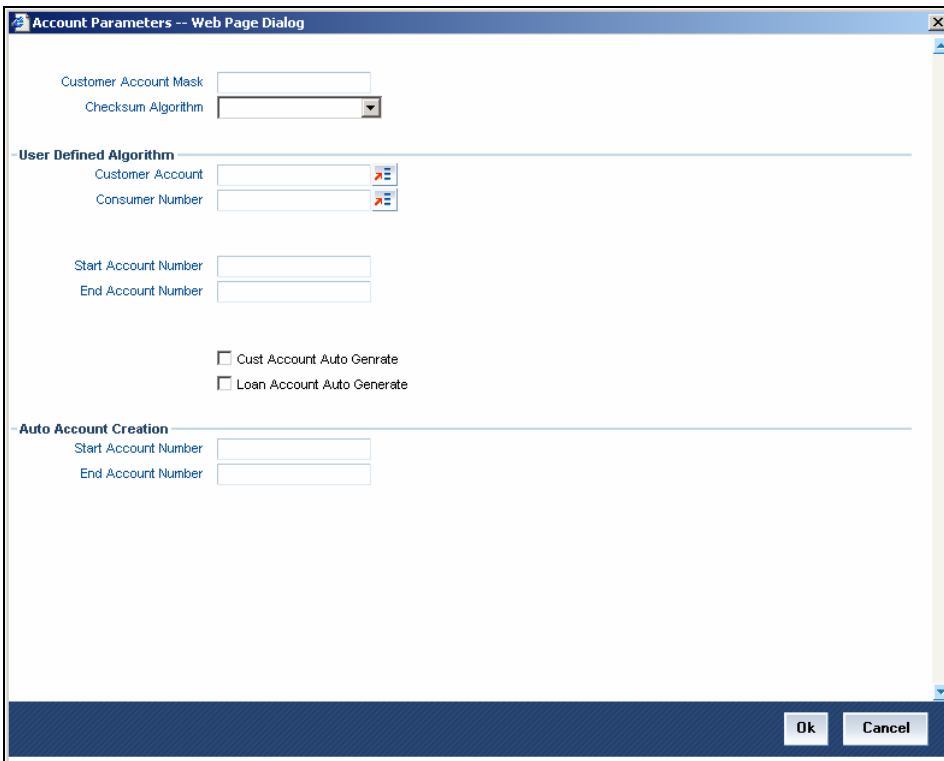 Account Parameters -- Web Page Dialog
Customer Account Mask
Checksum Algorithm
User Defined Algorithm
Customer Account
Consumer Number
Start Account Number
End Account Number
Cust Account Auto Genrate
Loan Account Auto Generate
Auto Account Creation
Start Account Number
End Account Number
Ok Cancel